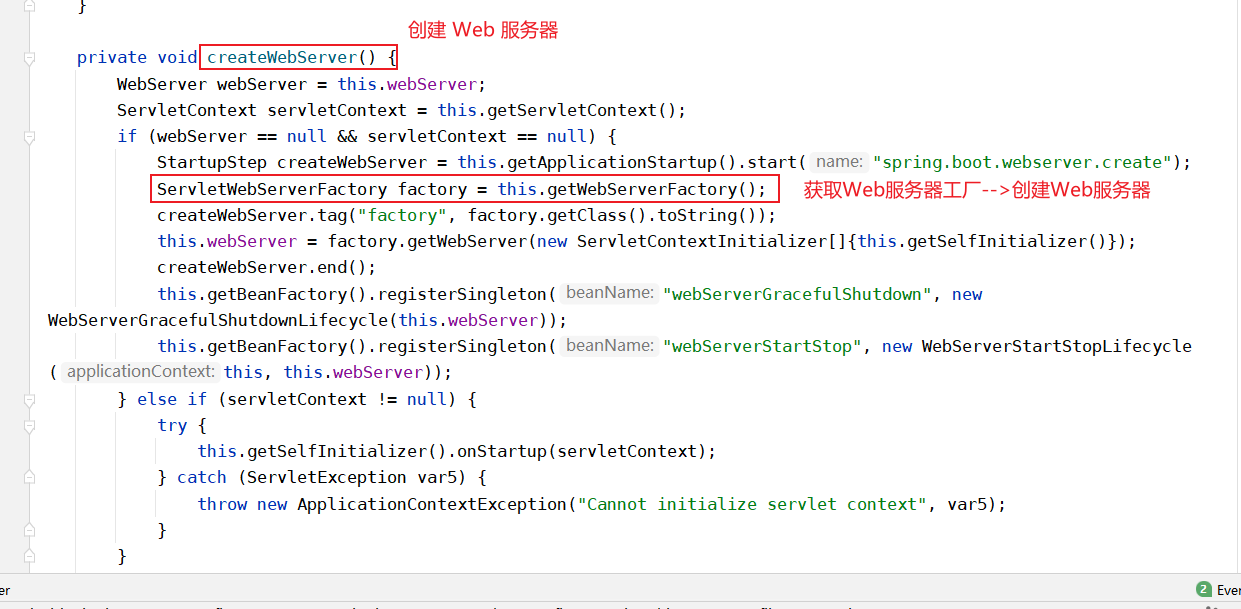 }
创建 Web 服务器
private void createWebServer() {
WebServer webServer = this.webServer;
ServletContext servletContext = this.getServletContext();
if (webServer == null && servletContext == null) {
StartupStep createWebServer = this.getApplicationStartup().start( name: "spring.boot.webserver.create");
ServletWebServerFactory factory = this.getWebServerFactory(); 获取Web服务器工厂-->创建Web服务器
createWebServer.tag("factory", factory.getClass().toString());
this.webServer = factory.getWebServer(new ServletContextInitializer[]{this.getSelfInitializer()});
createWebServer.end();
this.getBeanFactory().registerSingleton( beanName: "webServerGracefulShutdown", new
WebServerGracefulShutdownLifecycle(this.webServer));
this.getBeanFactory().registerSingleton( beanName: "webServerStartStop", new WebServerStartStopLifecycle
( applicationContext: this, this.webServer));
} else if (servletContext != null) {
try {
this.getSelfInitializer().onStartup(servletContext);
} catch (ServletException var5) {
throw new ApplicationContextException("Cannot initialize servlet context", var5);
}
}
er 2 Ever